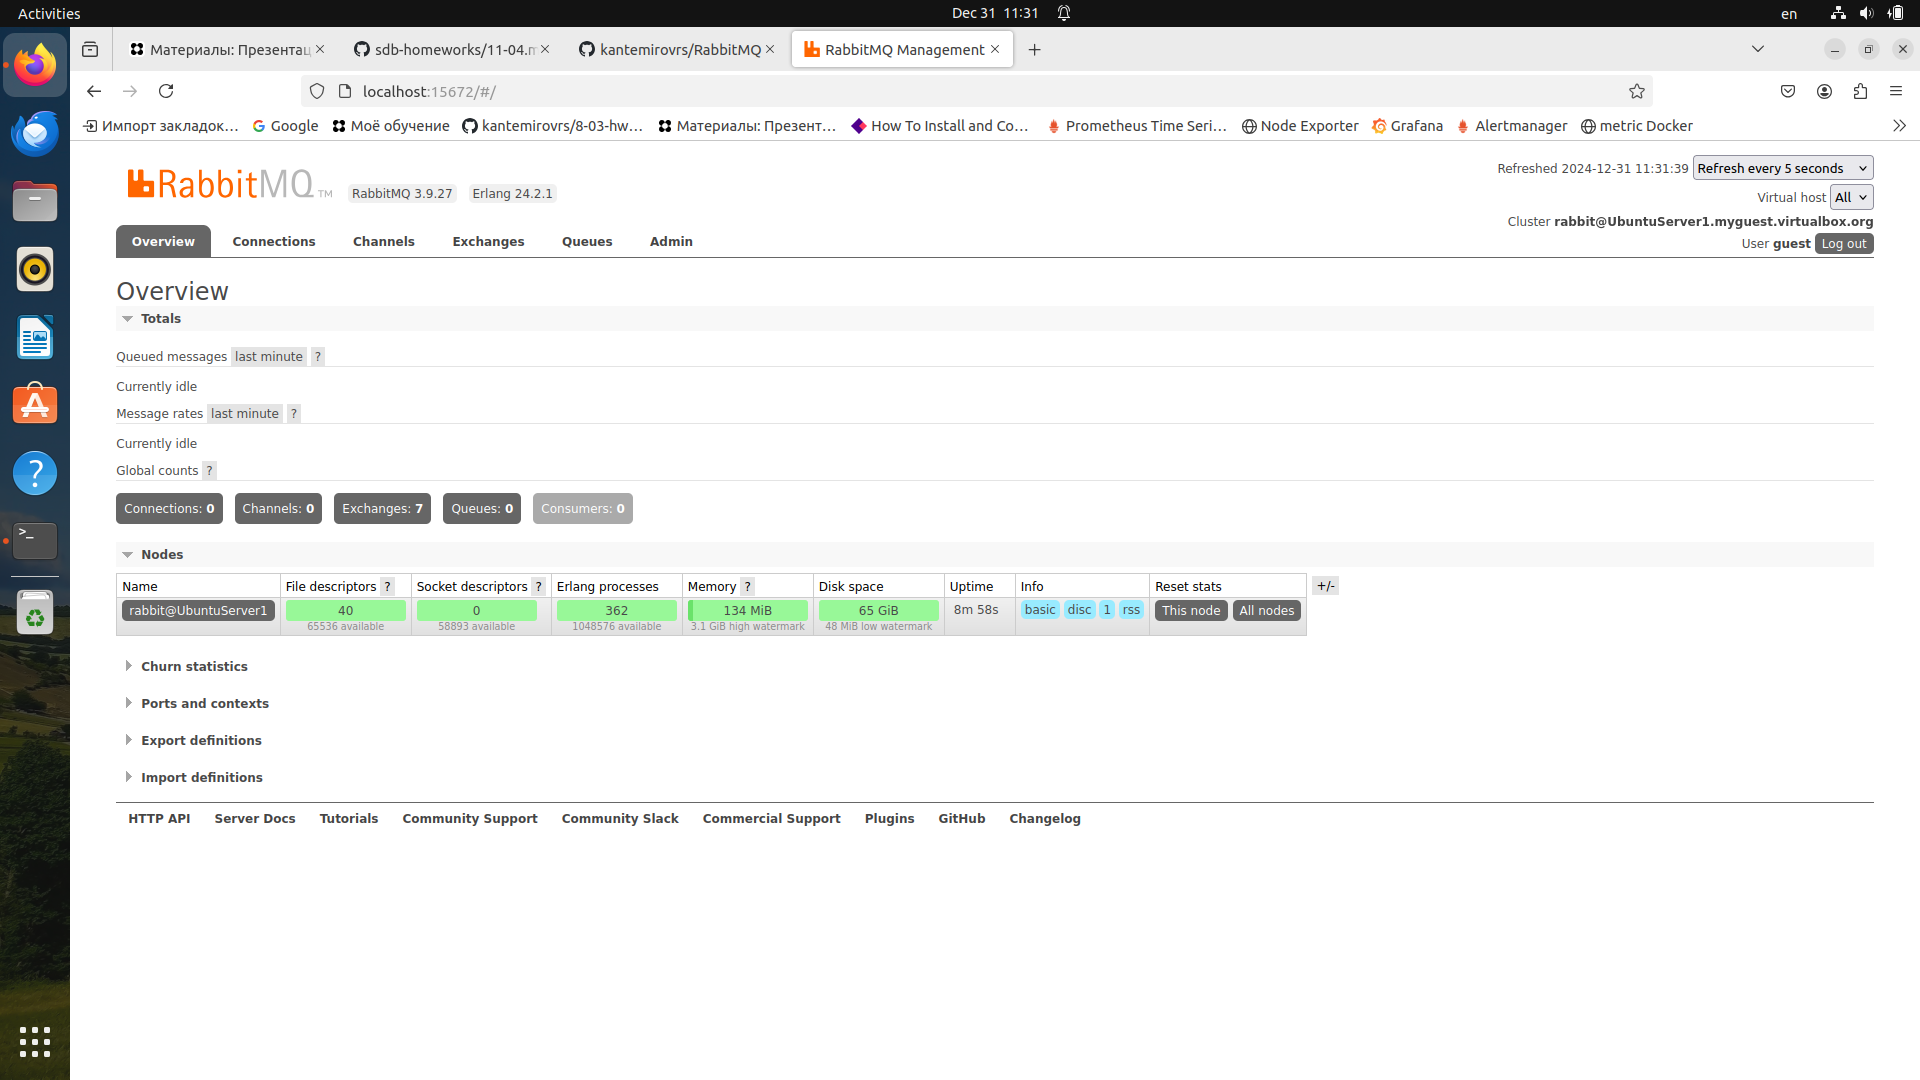 Activities
Dec 31 11:31
en
Материалы: Презентац
sdb-homeworks/11-04.m
kantemirovrs/RabbitMQ
RabbitMQ Management
localhost:15672/#/
Импорт закладок…
Google
Моё обучение
kantemirovrs/8-03-hw…
Материалы: Презент…
How To Install and Co…
Prometheus Time Seri…
Node Exporter
Grafana
Alertmanager
metric Docker
RabbitMQ TM
RabbitMQ 3.9.27
Erlang 24.2.1
Refreshed 2024-12-31 11:31:39 Refresh every 5 seconds
Virtual host All
Cluster rabbit@UbuntuServer1.myguest.virtualbox.org
User guest Log out
Overview Connections Channels Exchanges Queues Admin
Overview
Totals
Queued messages last minute ?
Currently idle
Message rates last minute ?
Currently idle
Global counts ?
Connections: 0 Channels: 0 Exchanges: 7 Queues: 0 Consumers: 0
Nodes
Name File descriptors ? Socket descriptors ? Erlang processes Memory ? Disk space Uptime Info Reset stats +/-
rabbit@UbuntuServer1 40 0 362 134 MiB 65 GiB 8m 58s basic disc 1 rss This node All nodes
65536 available 58893 available 1048576 available 3.1 GiB high watermark 48 MiB low watermark
Churn statistics
Ports and contexts
Export definitions
Import definitions
HTTP API Server Docs Tutorials Community Support Community Slack Commercial Support Plugins GitHub Changelog